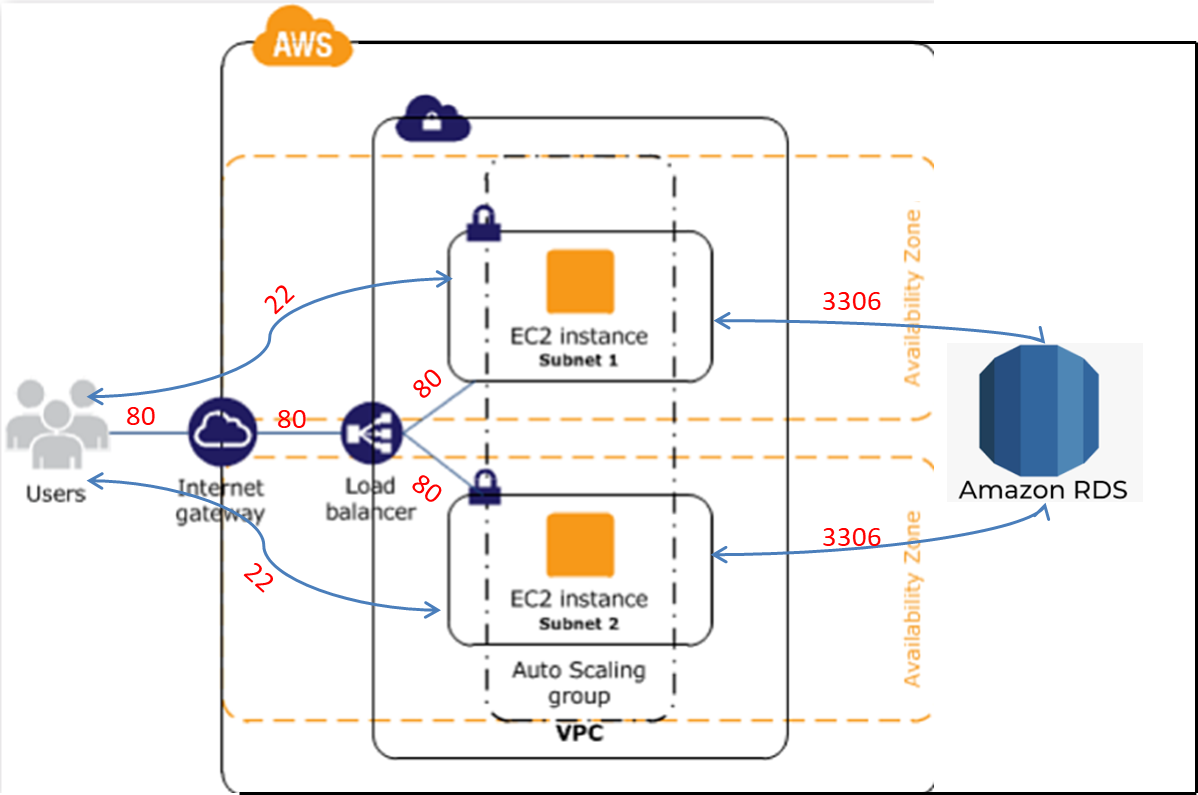 AWS
Availability Zone
22
3306
EC2 instance
Subnet 1
80
80
80
Users
Internet
gateway
Load
balancer
80
Amazon RDS
3306
Availability Zone
22
EC2 instance
Subnet 2
Auto Scaling
group
VPC